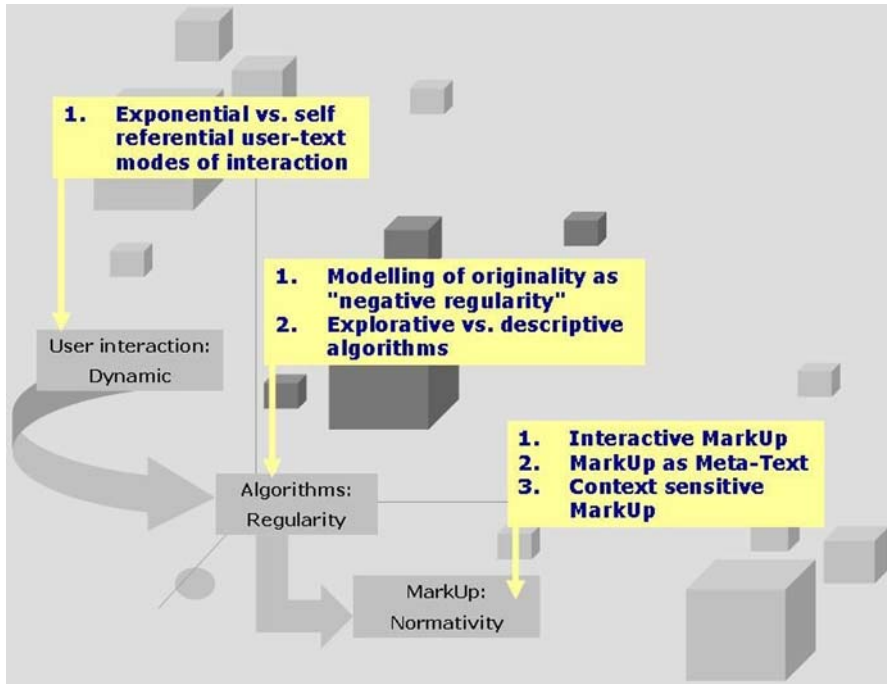 1. Exponential vs. self
referential user-text
modes of interaction
1. Modelling of originality as
"negative regularity"
2. Explorative vs. descriptive
algorithms
User interaction:
Dynamic
1. Interactive MarkUp
2. MarkUp as Meta-Text
3. Context sensitive
MarkUp
Algorithms:
Regularity
MarkUp:
Normativity